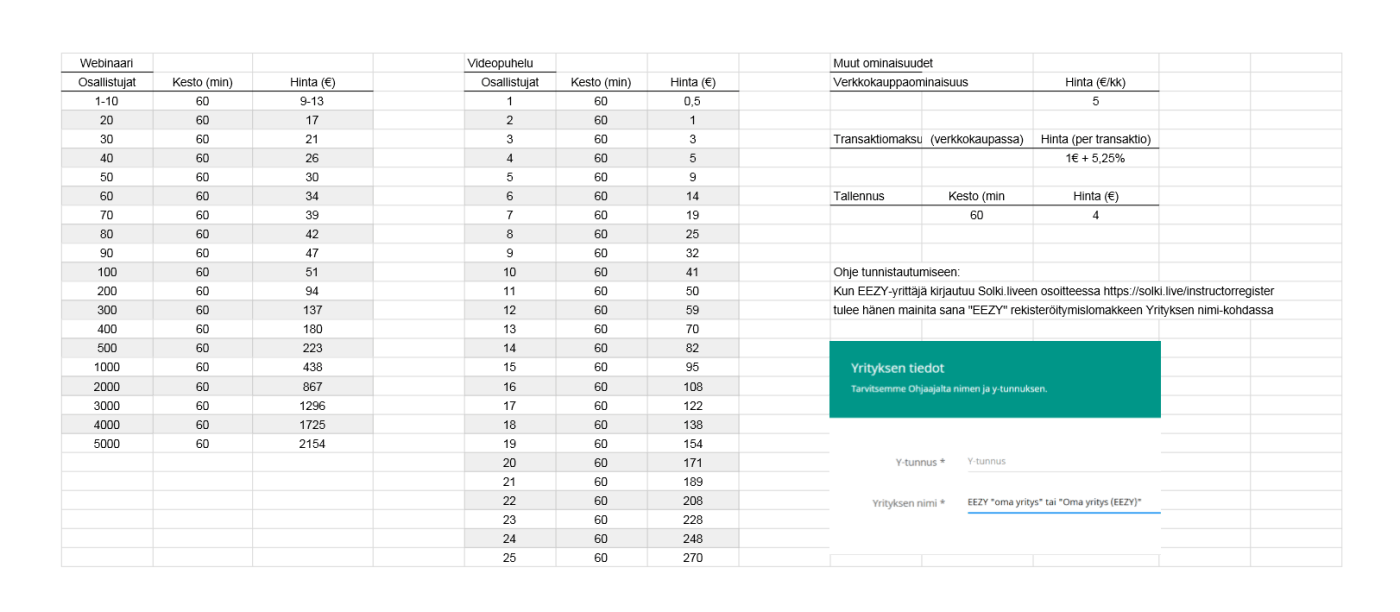 Webinaari
Osallistujat Kesto (min) Hinta (€)
1-10 60 9-13
20 60 17
30 60 21
40 60 26
50 60 30
60 60 34
70 60 39
80 60 42
90 60 47
100 60 51
200 60 94
300 60 137
400 60 180
500 60 223
1000 60 438
2000 60 867
3000 60 1296
4000 60 1725
5000 60 2154
Videopuhelu
Osallistujat Kesto (min) Hinta (€)
1 60 0,5
2 60 1
3 60 3
4 60 5
5 60 9
6 60 14
7 60 19
8 60 25
9 60 32
10 60 41
11 60 50
12 60 59
13 60 70
14 60 82
15 60 95
16 60 108
17 60 122
18 60 138
19 60 154
20 60 171
21 60 189
22 60 208
23 60 228
24 60 248
25 60 270
Muut ominaisuudet
Verkkokauppaominaisuus Hinta (€/kk)
5
Transaktiomaksu (verkkokaupassa) Hinta (per transaktio)
1€ + 5,25%
Tallennus Kesto (min Hinta (€)
60 4
Ohje tunnistautumiseen:
Kun EEZY-yrittäjä kirjautuu Solki.liveen osoitteessa https://solki.live/instructorregister
tulee hänen mainita sana "EEZY" rekisteröitymislomakkeen Yrityksen nimi-kohdassa
Yrityksen tiedot
Tarvitsemme Ohjaajalta nimen ja y-tunnuksen.
Y-tunnus * Y-tunnus
Yrityksen nimi * EEZY "oma yritys" tai "Oma yritys (EEZY)"